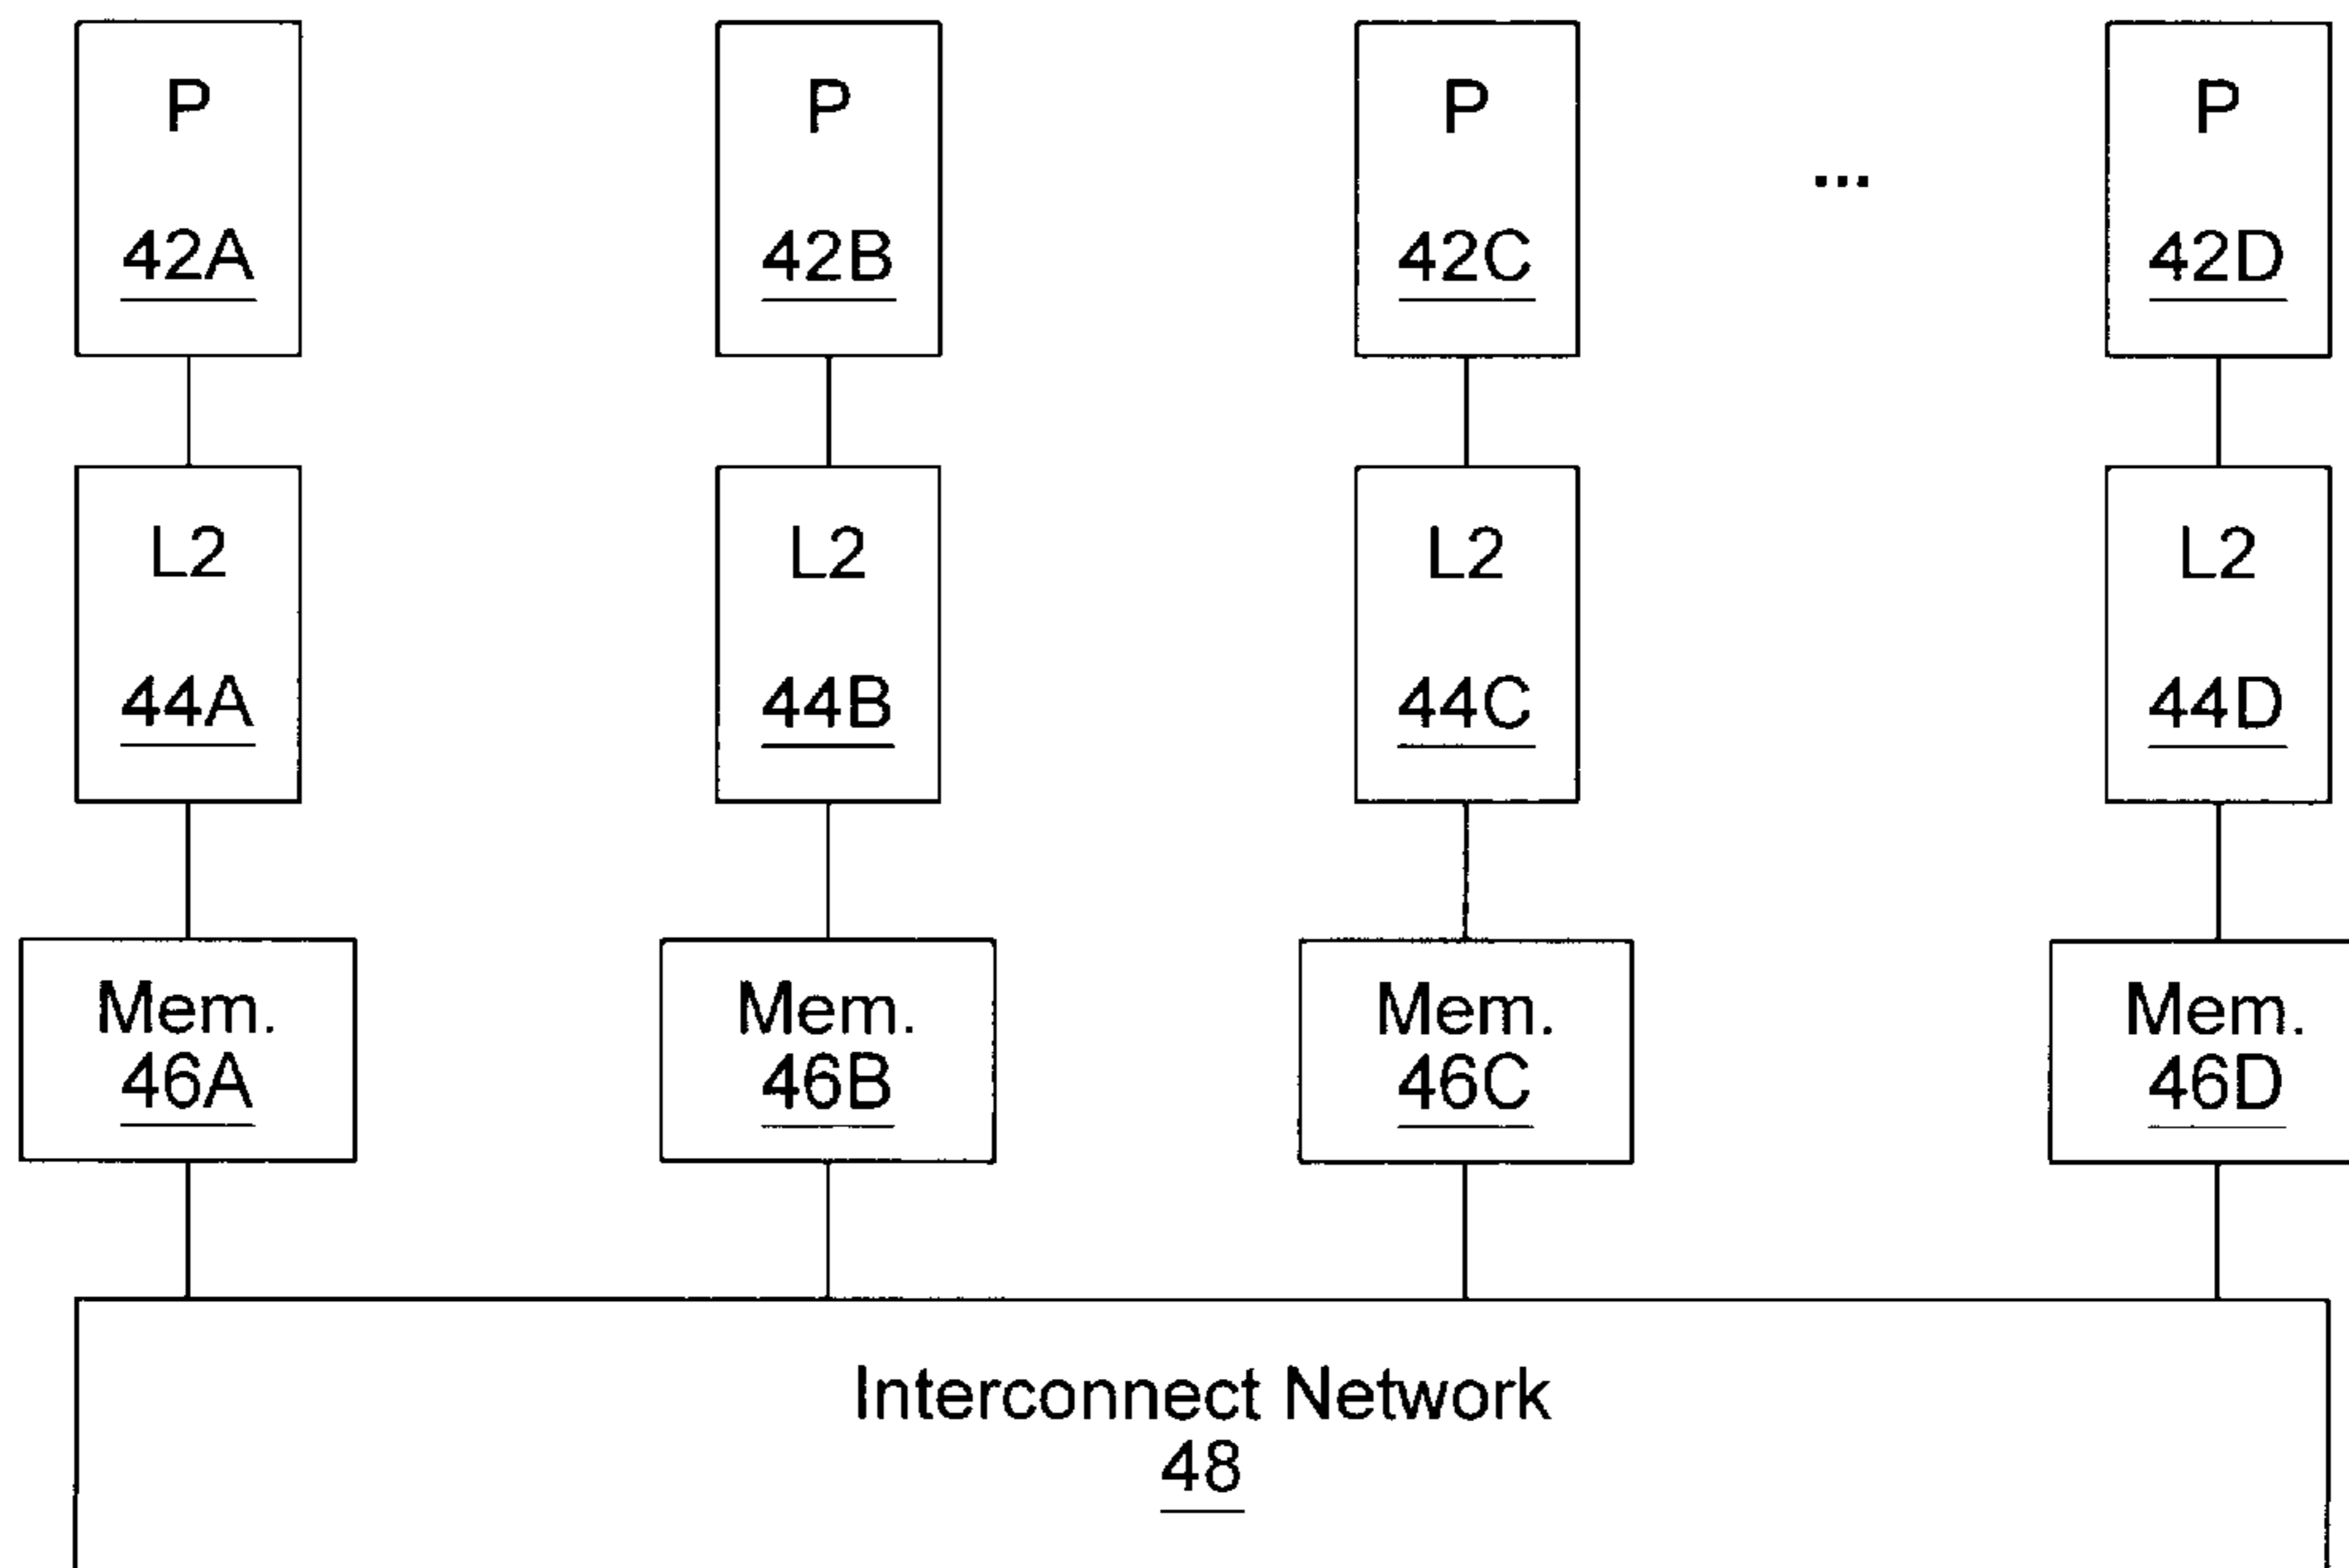 P P P ... P
42A 42B 42C 42D
L2 L2 L2 L2
44A 44B 44C 44D
Mem. Mem. Mem. Mem.
46A 46B 46C 46D
Interconnect Network
48